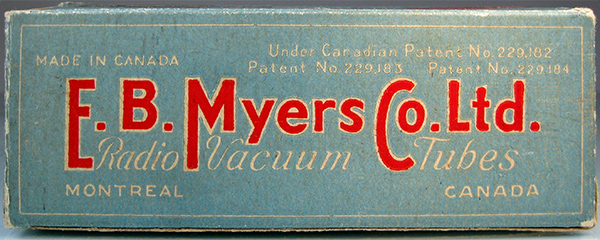 MADE IN CANADA
Under Canadian Patent No. 229,182
Patent No. 229,183 Patent No. 229,184
E. B. Myers Co. Ltd.
Radio Vacuum Tubes
MONTREAL CANADA